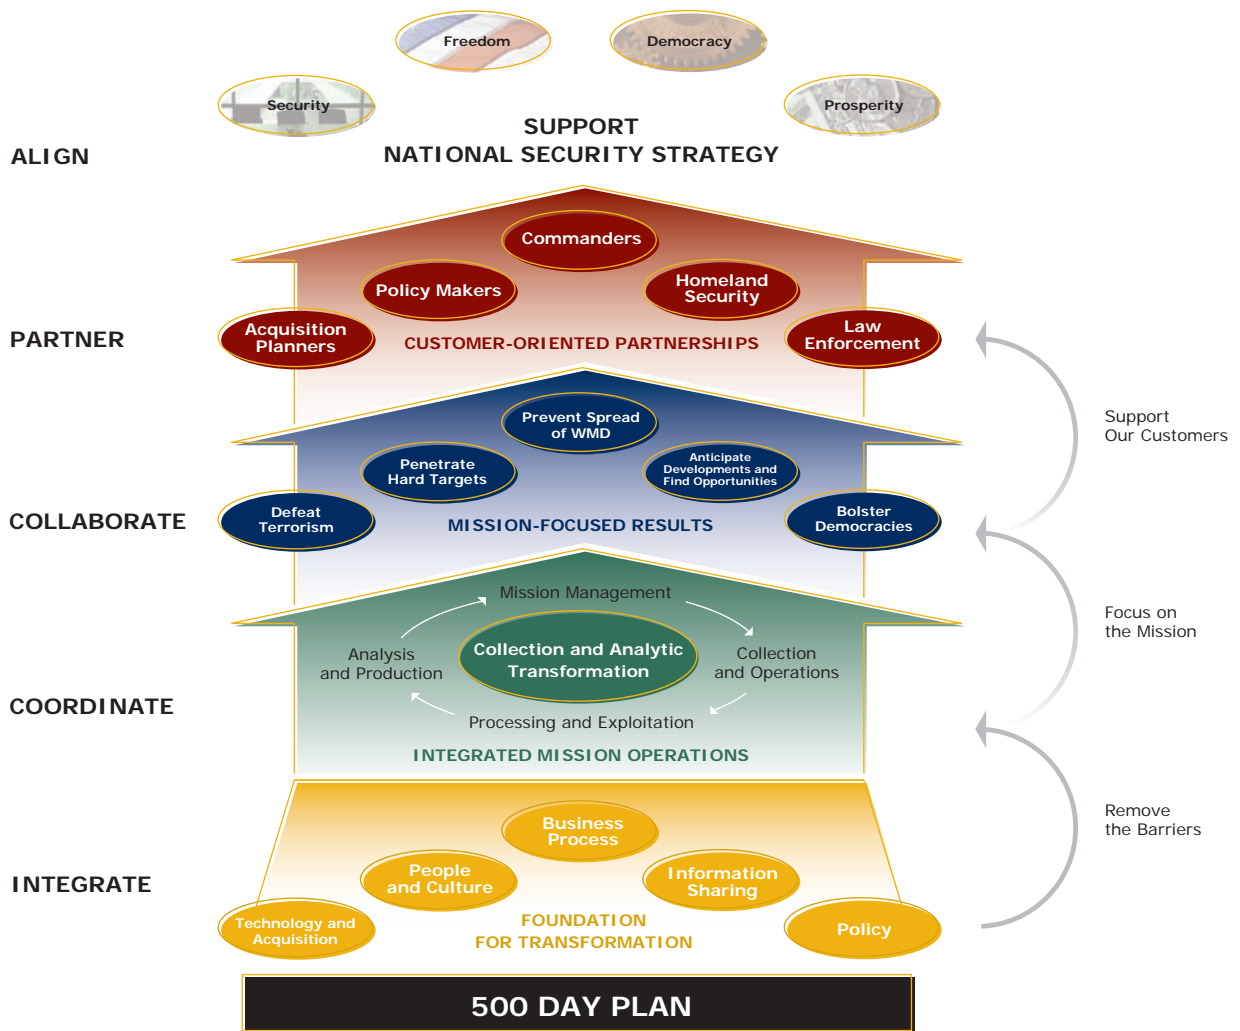 Freedom
Democracy
Security
Prosperity
SUPPORT
NATIONAL SECURITY STRATEGY
ALIGN
Commanders
Policy Makers
Homeland
Security
Acquisition
Planners
Law
Enforcement
PARTNER
CUSTOMER-ORIENTED PARTNERSHIPS
Support
Our Customers
Prevent Spread
of WMD
Penetrate
Hard Targets
Anticipate
Developments and
Find Opportunities
Defeat
Terrorism
Bolster
Democracies
COLLABORATE
MISSION-FOCUSED RESULTS
Focus on
the Mission
Mission Management
Collection and Analytic
Transformation
Analysis
and Production
Collection
and Operations
Processing and Exploitation
COORDINATE
INTEGRATED MISSION OPERATIONS
Remove
the Barriers
Business
Process
People
and Culture
Information
Sharing
INTEGRATE
Technology and
Acquisition
Policy
FOUNDATION
FOR TRANSFORMATION
500 DAY PLAN